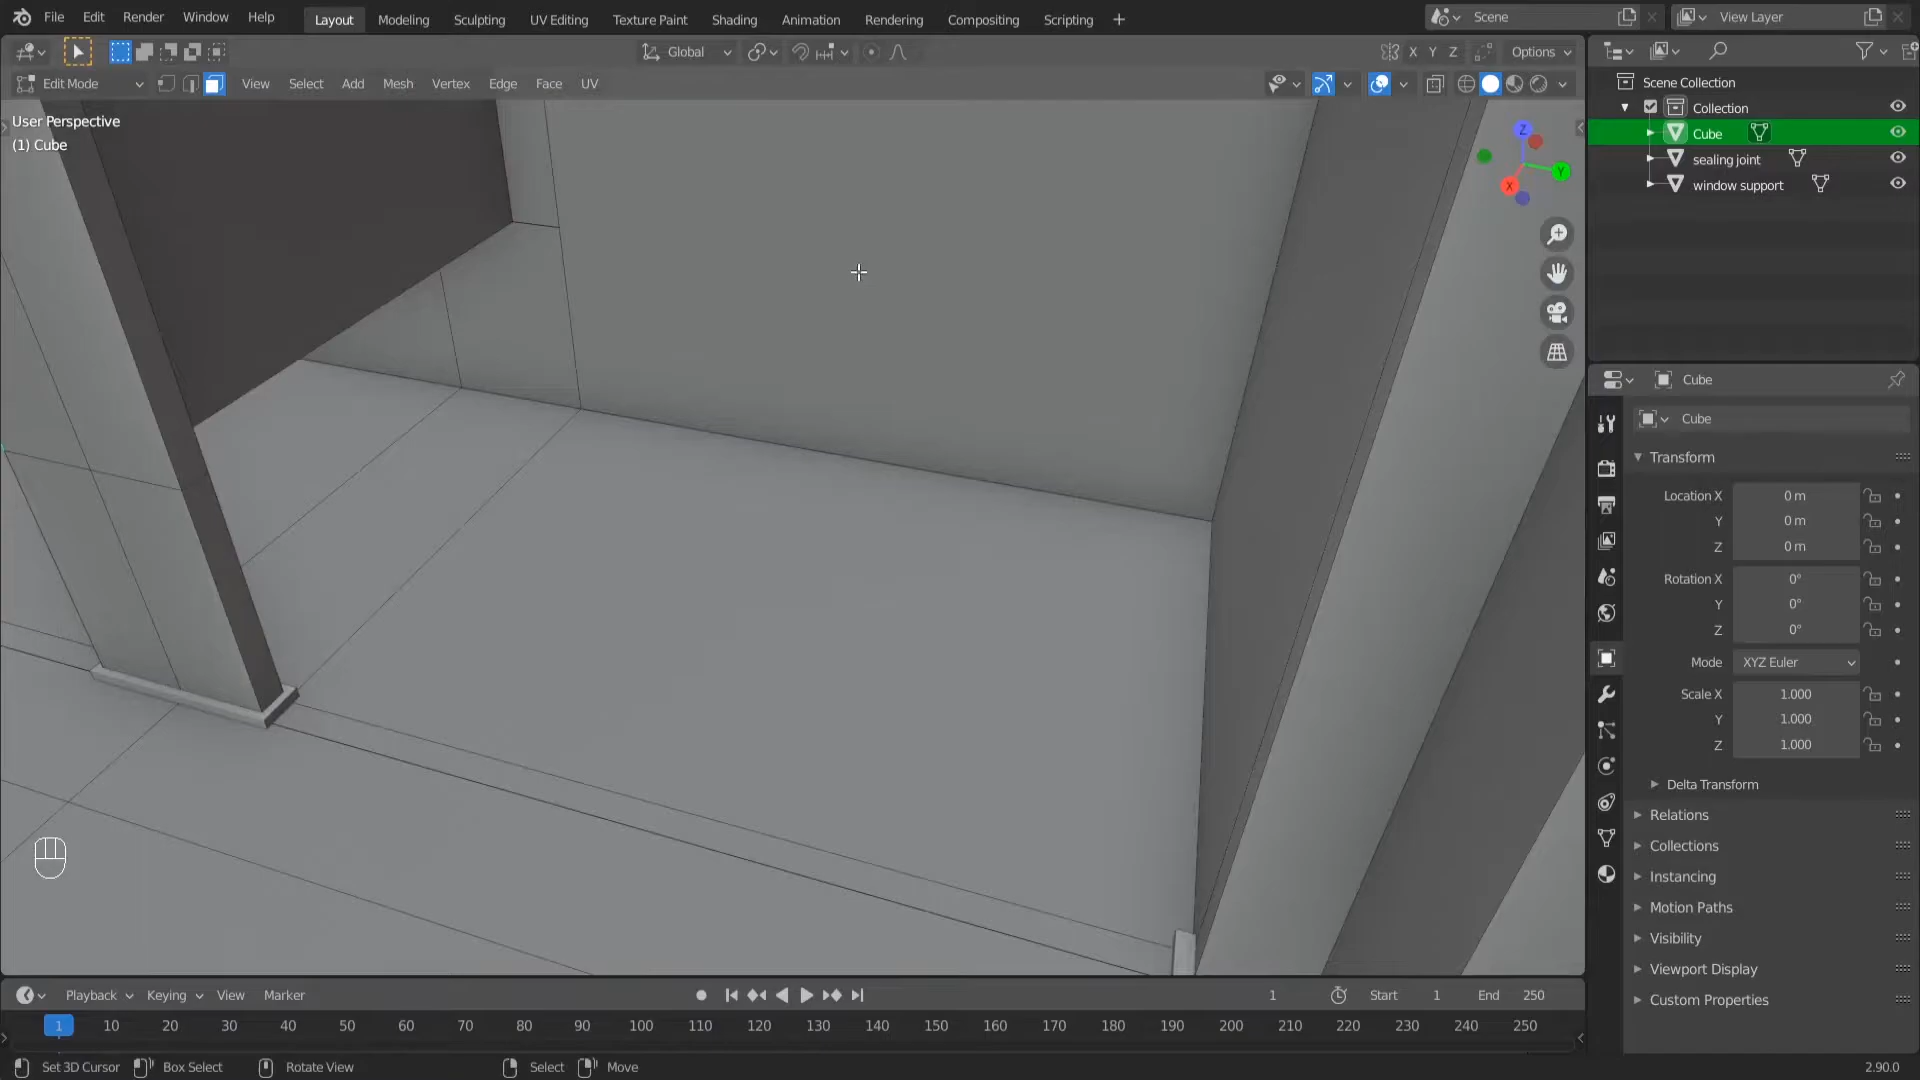 File Edit Render Window Help Layout Modeling Sculpting UV Editing Texture Paint Shading Animation Rendering Compositing Scripting Scene View Layer
Global X Y Z Options
Edit Mode View Select Add Mesh Vertex Edge Face UV
User Perspective
(1) Cube
Z
Y
X
Scene Collection
Collection
Cube
sealing joint
window support
Cube
Cube
Transform
Location X 0 m
Y 0 m
Z 0 m
Rotation X 0°
Y 0°
Z 0°
Mode XYZ Euler
Scale X 1.000
Y 1.000
Z 1.000
Delta Transform
Relations
Collections
Instancing
Motion Paths
Visibility
Viewport Display
Custom Properties
Playback Keying View Marker 1 Start 1 End 250
1 10 20 30 40 50 60 70 80 90 100 110 120 130 140 150 160 170 180 190 200 210 220 230 240 250
Set 3D Cursor Box Select Rotate View Select Move 2.90.0